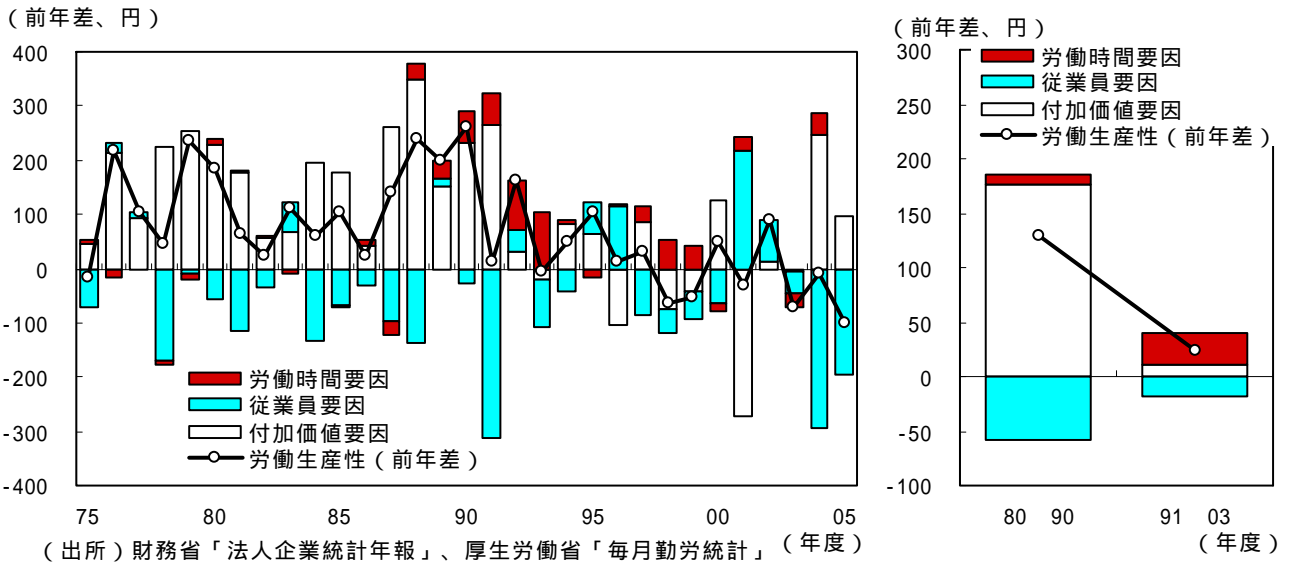 （前年差、円）
400
300
200
100
0
-100
-200
-300
-400
労働時間要因
従業員要因
付加価値要因
労働生産性（前年差）
75 80 85 90 95 00 05
（年度）
（出所）財務省「法人企業統計年報」、厚生労働省「毎月勤労統計」
（前年差、円）
300
250
200
150
100
50
0
-50
-100
労働時間要因
従業員要因
付加価値要因
労働生産性（前年差）
80 90 91 03
（年度）